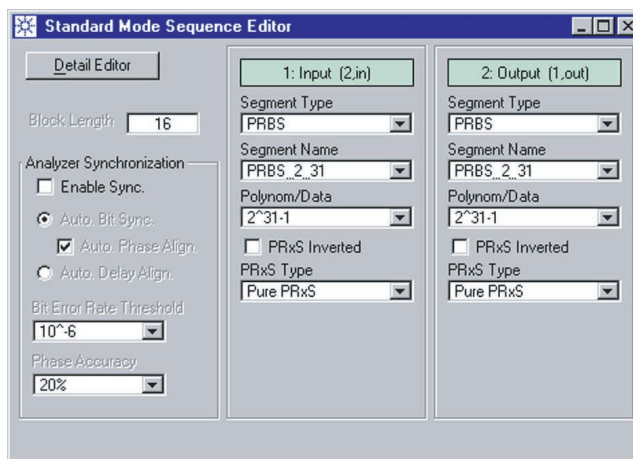 Standard Mode Sequence Editor
Detail Editor
Block Length 16
Analyzer Synchronization
Enable Sync.
Auto. Bit Sync.
Auto. Phase Align.
Auto. Delay Align.
Bit Error Rate Threshold
10^-6
Phase Accuracy
20%
1: Input (2,in)
Segment Type
PRBS
Segment Name
PRBS_2_31
Polynom/Data
2^31-1
PRxS Inverted
PRxS Type
Pure PRxS
2: Output (1,out)
Segment Type
PRBS
Segment Name
PRBS_2_31
Polynom/Data
2^31-1
PRxS Inverted
PRxS Type
Pure PRxS